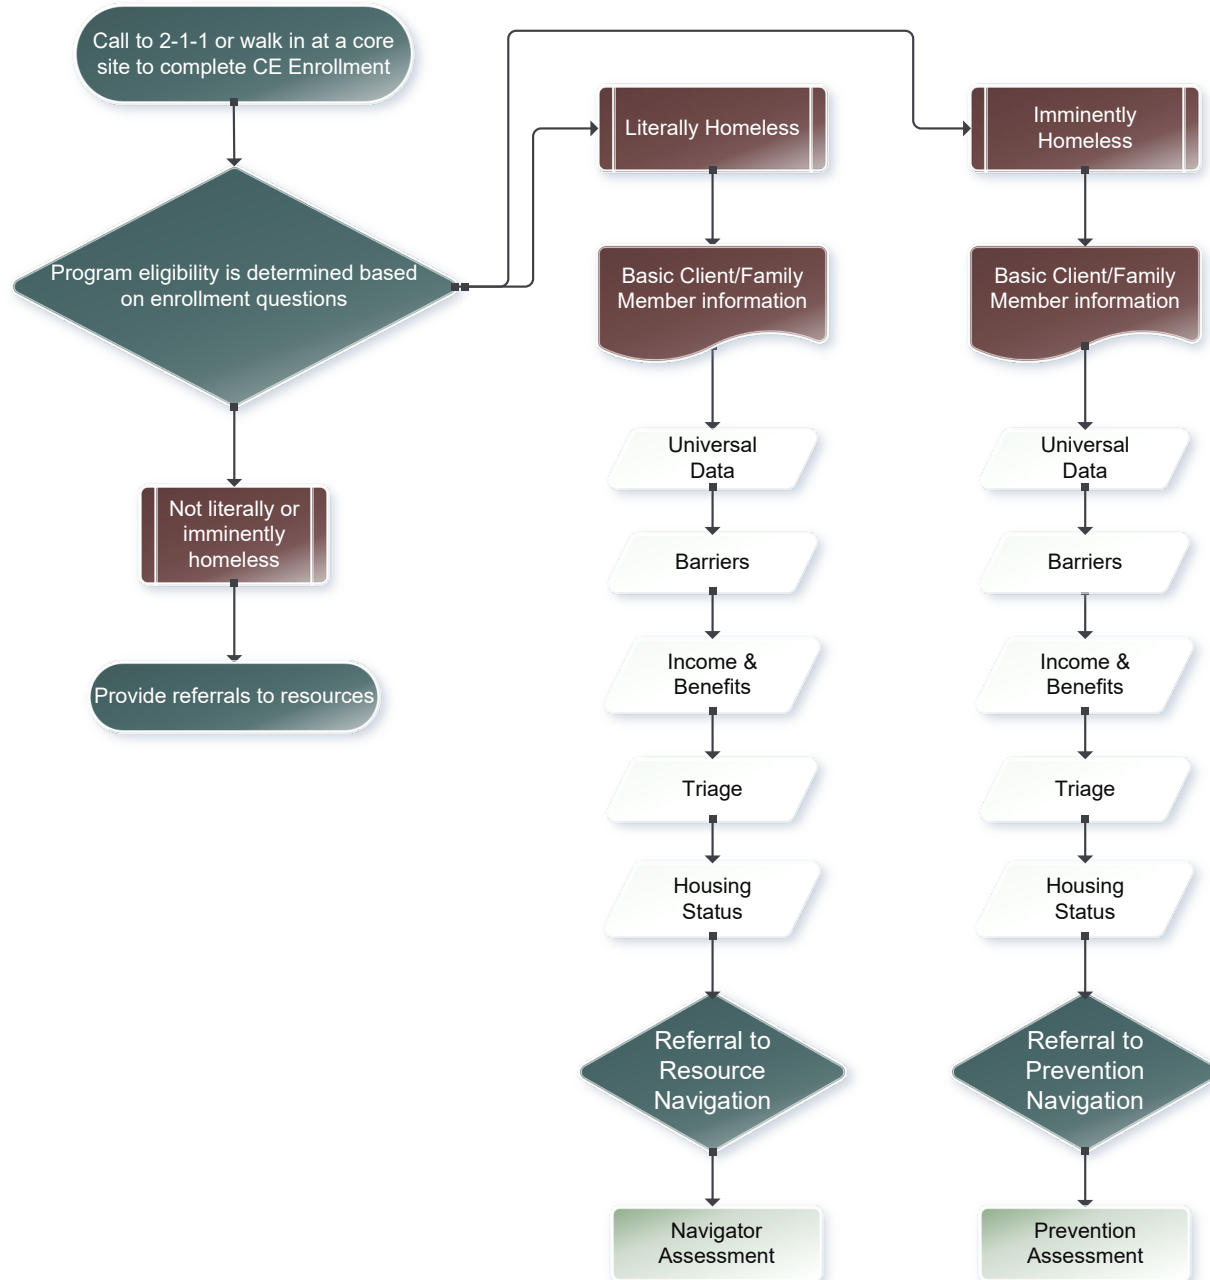 Call to 2-1-1 or walk in at a core
site to complete CE Enrollment
Program eligibility is determined based
on enrollment questions
Not literally or
imminently
homeless
Provide referrals to resources
Literally Homeless
Basic Client/Family
Member information
Universal
Data
Barriers
Income &
Benefits
Triage
Housing
Status
Referral to
Resource
Navigation
Navigator
Assessment
Imminently
Homeless
Basic Client/Family
Member information
Universal
Data
Barriers
Income &
Benefits
Triage
Housing
Status
Referral to
Prevention
Navigation
Prevention
Assessment